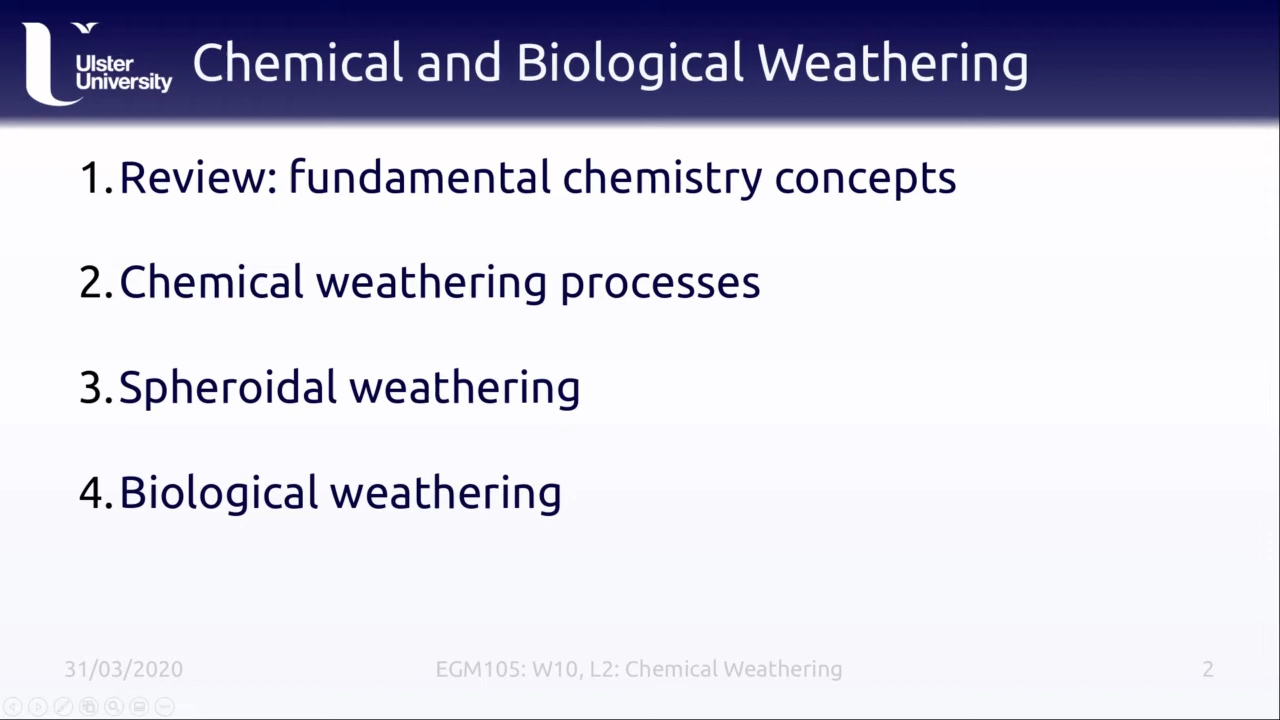 Ulster
University
Chemical and Biological Weathering
1. Review: fundamental chemistry concepts
2. Chemical weathering processes
3. Spheroidal weathering
4. Biological weathering
31/03/2020
EGM105: W10, L2: Chemical Weathering
2